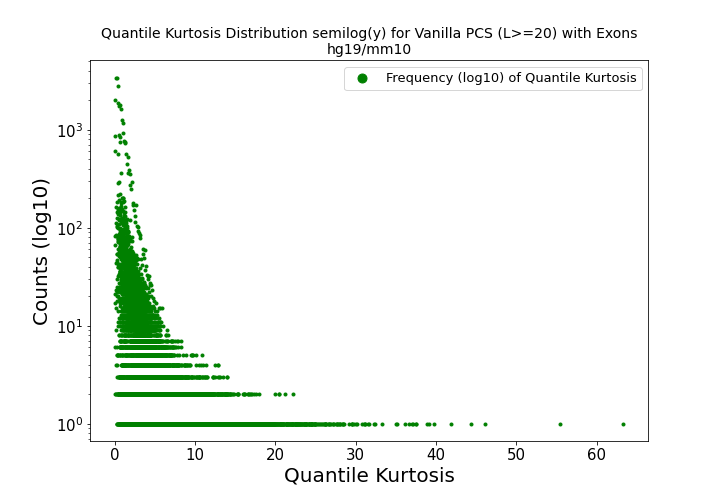 Quantile Kurtosis Distribution semilog(y) for Vanilla PCS (L>=20) with Exons
hg19/mm10
Frequency (log10) of Quantile Kurtosis
Counts (log10)
10³
10²
10¹
10⁰
0 10 20 30 40 50 60
Quantile Kurtosis